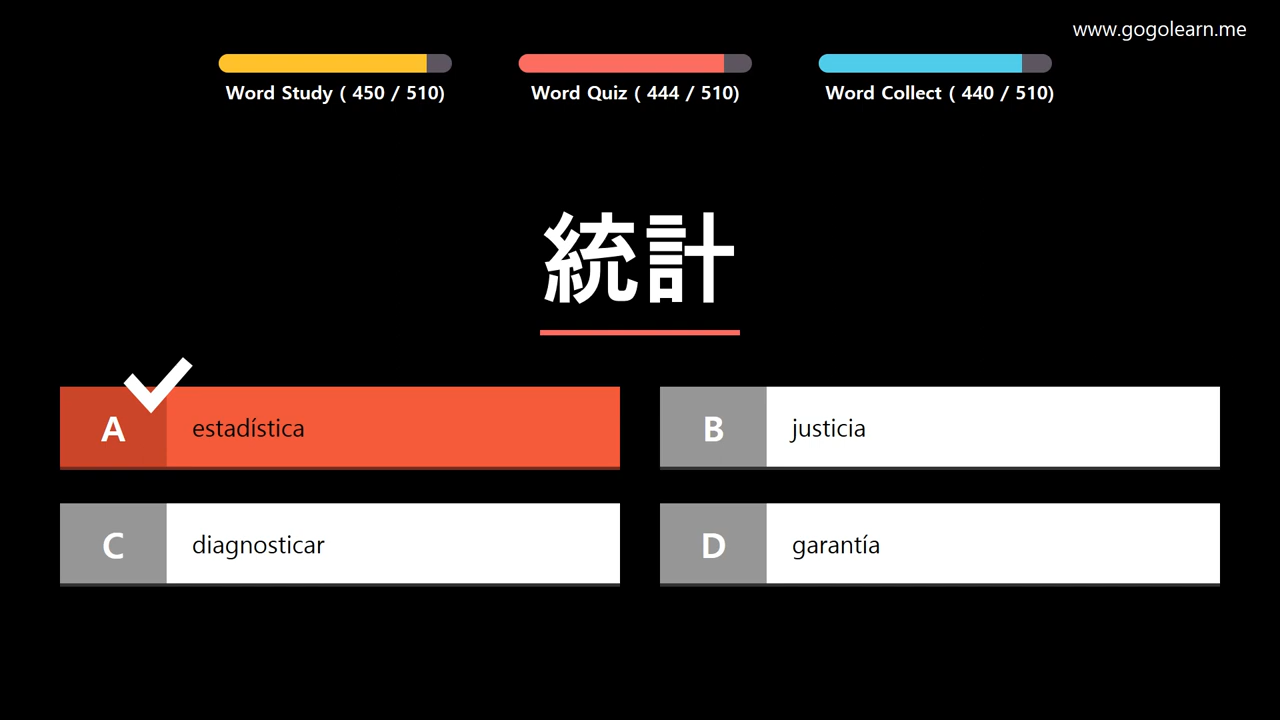 www.gogolearn.me
Word Study ( 450 / 510)
Word Quiz ( 444 / 510)
Word Collect ( 440 / 510)
統計
A
estadística
B
justicia
C
diagnosticar
D
garantía